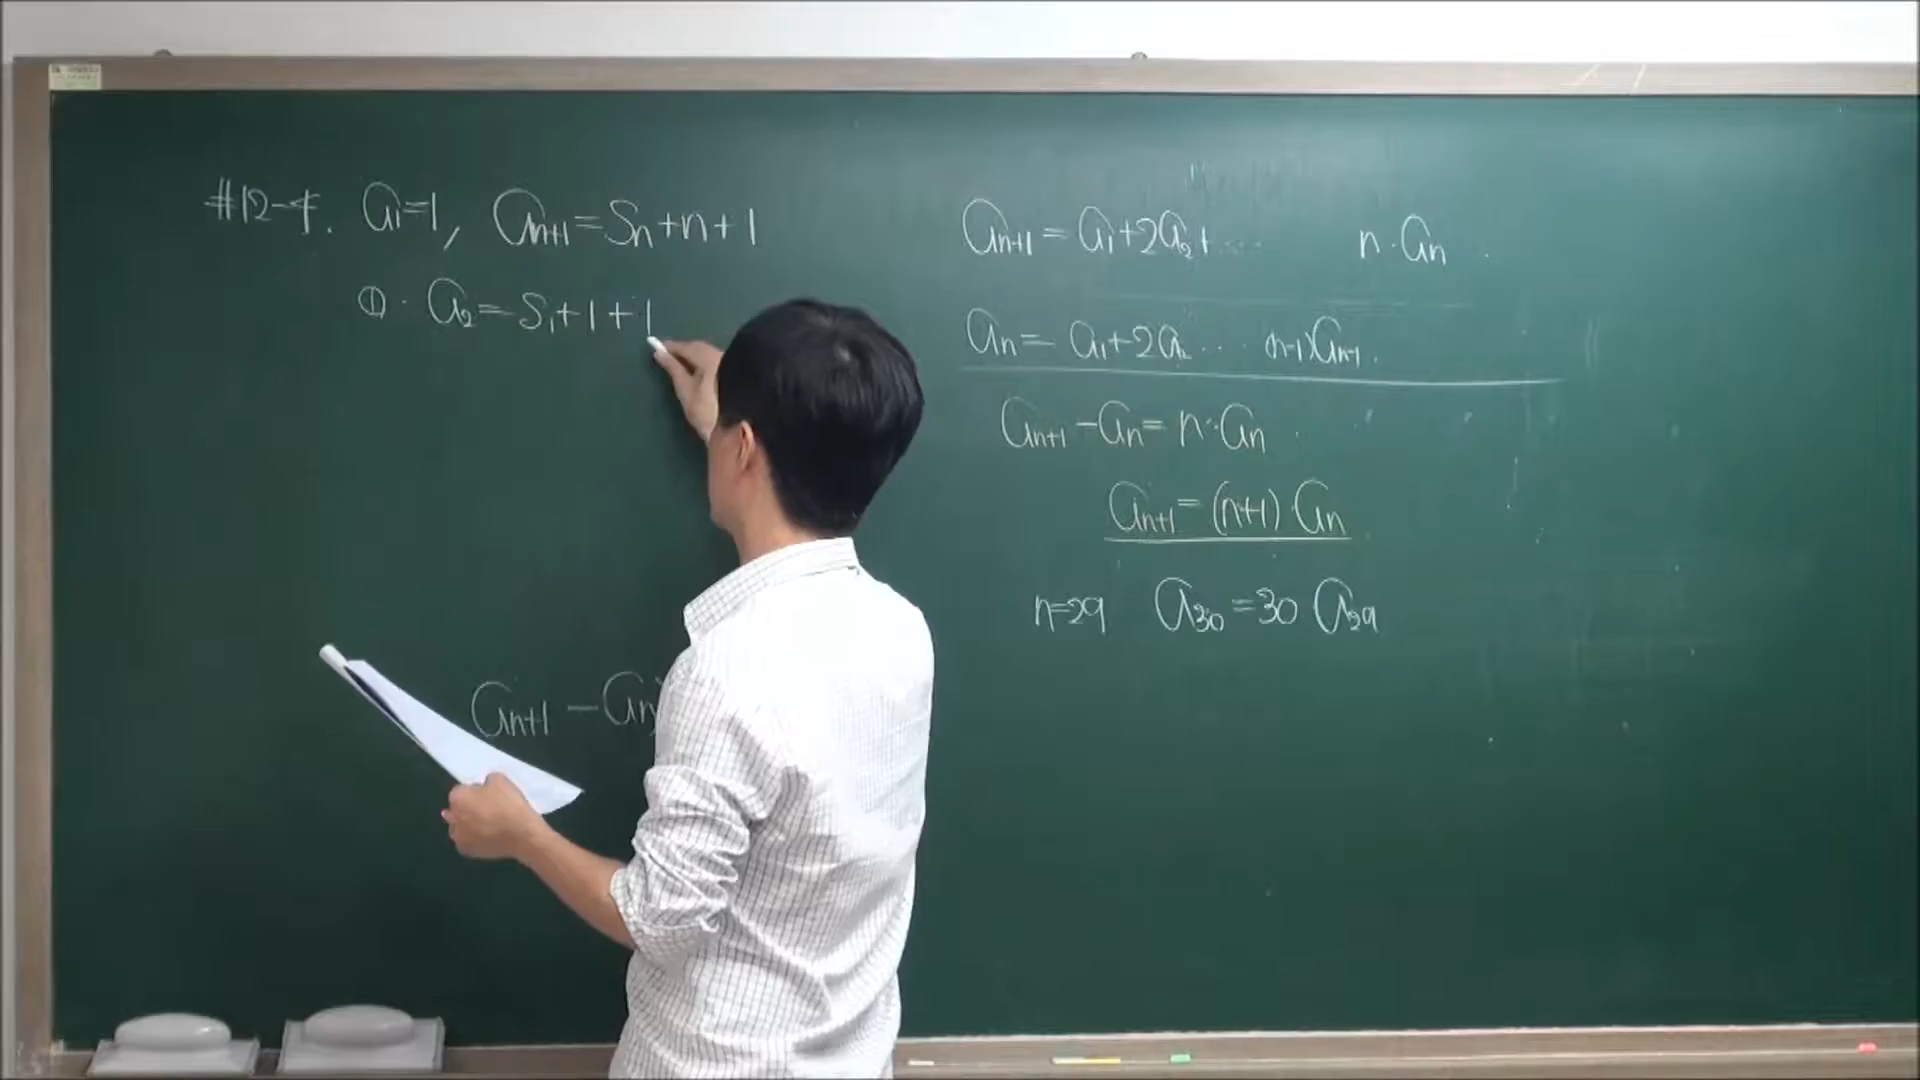 #12-4. a₁=1, aₙ₊₁=Sₙ+n+1
①. a₂=S₁+1+1
aₙ₊₁-aₙ
aₙ₊₁=a₁+2a₂+··· n·aₙ
aₙ=a₁+2a₂··· (n-1)aₙ₋₁.
aₙ₊₁-aₙ=n·aₙ
aₙ₊₁=(n+1)·aₙ
n=29 a₃₀=30 a₂₉